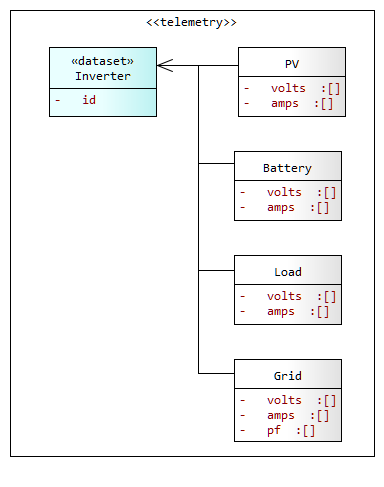 <<telemetry>>
«dataset»
Inverter
- id
PV
- volts :[]
- amps :[]
Battery
- volts :[]
- amps :[]
Load
- volts :[]
- amps :[]
Grid
- volts :[]
- amps :[]
- pf :[]